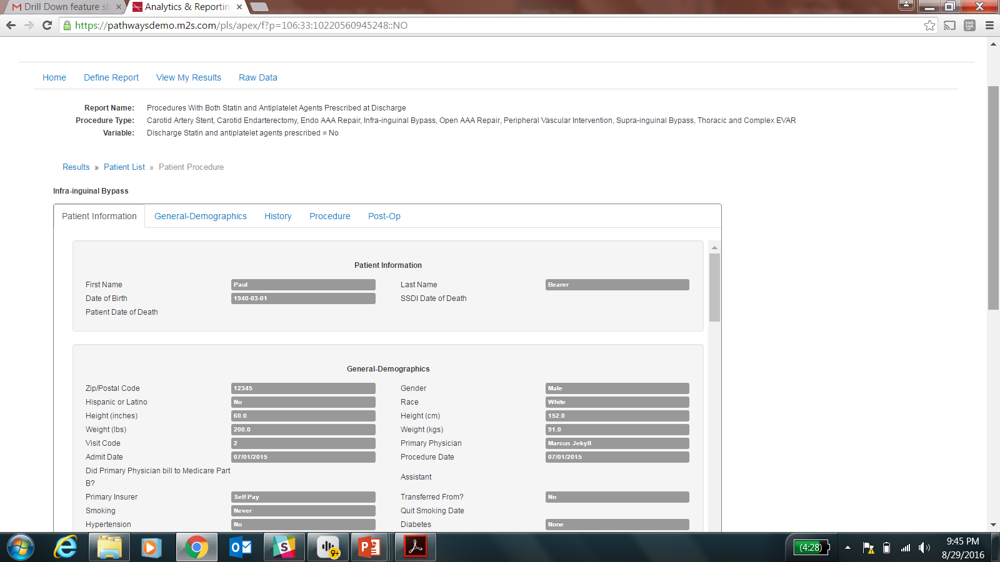 Drill Down feature sl
Analytics & Reportin
https://pathwaysdemo.m2s.com/pls/apex/f?p=106:33:10220560945248::NO
Home Define Report View My Results Raw Data
Report Name: Procedures With Both Statin and Antiplatelet Agents Prescribed at Discharge
Procedure Type: Carotid Artery Stent, Carotid Endarterectomy, Endo AAA Repair, Infra-inguinal Bypass, Open AAA Repair, Peripheral Vascular Intervention, Supra-inguinal Bypass, Thoracic and Complex EVAR
Variable: Discharge Statin and antiplatelet agents prescribed = No
Results » Patient List » Patient Procedure
Infra-inguinal Bypass
Patient Information General-Demographics History Procedure Post-Op
Patient Information
First Name Paul Last Name Bearer
Date of Birth 1940-03-01 SSDI Date of Death
Patient Date of Death
General-Demographics
Zip/Postal Code 12345 Gender Male
Hispanic or Latino No Race White
Height (inches) 60.0 Height (cm) 152.0
Weight (lbs) 200.0 Weight (kgs) 91.0
Visit Code 2 Primary Physician Marcus Jekyll
Admit Date 07/01/2015 Procedure Date 07/01/2015
Did Primary Physician bill to Medicare Part
B? Assistant
Primary Insurer Self Pay Transferred From? No
Smoking Never Quit Smoking Date
Hypertension No Diabetes None
9+
(4:28)
9:45 PM
8/29/2016